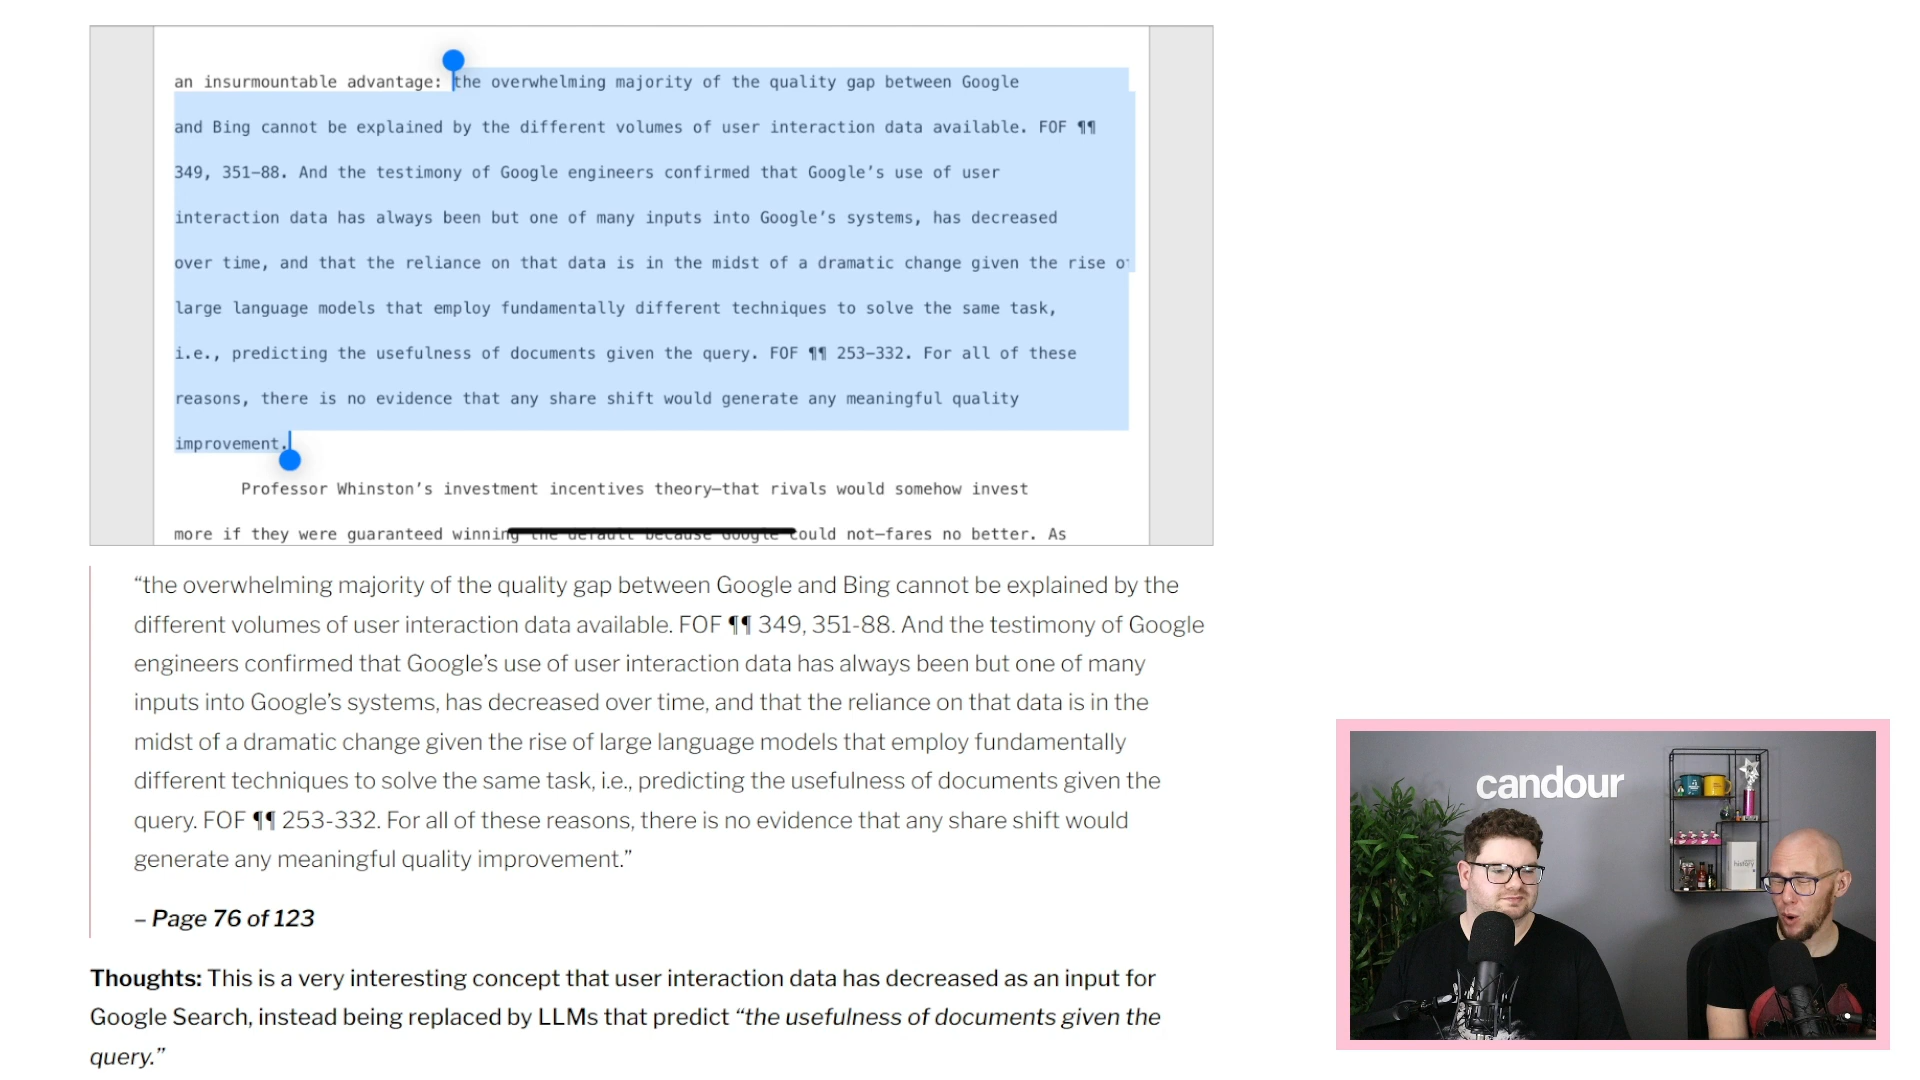 an insurmountable advantage: the overwhelming majority of the quality gap between Google
and Bing cannot be explained by the different volumes of user interaction data available. FOF ¶¶
349, 351–88. And the testimony of Google engineers confirmed that Google’s use of user
interaction data has always been but one of many inputs into Google’s systems, has decreased
over time, and that the reliance on that data is in the midst of a dramatic change given the rise of
large language models that employ fundamentally different techniques to solve the same task,
i.e., predicting the usefulness of documents given the query. FOF ¶¶ 253–332. For all of these
reasons, there is no evidence that any share shift would generate any meaningful quality
improvement.
Professor Whinston’s investment incentives theory—that rivals would somehow invest
more if they were guaranteed winning the default because Google could not—fares no better. As
“the overwhelming majority of the quality gap between Google and Bing cannot be explained by the
different volumes of user interaction data available. FOF ¶¶ 349, 351-88. And the testimony of Google
engineers confirmed that Google’s use of user interaction data has always been but one of many
inputs into Google’s systems, has decreased over time, and that the reliance on that data is in the
midst of a dramatic change given the rise of large language models that employ fundamentally
different techniques to solve the same task, i.e., predicting the usefulness of documents given the
query. FOF ¶¶ 253-332. For all of these reasons, there is no evidence that any share shift would
generate any meaningful quality improvement.”
– Page 76 of 123
Thoughts: This is a very interesting concept that user interaction data has decreased as an input for
Google Search, instead being replaced by LLMs that predict “the usefulness of documents given the
query.”
candour
history